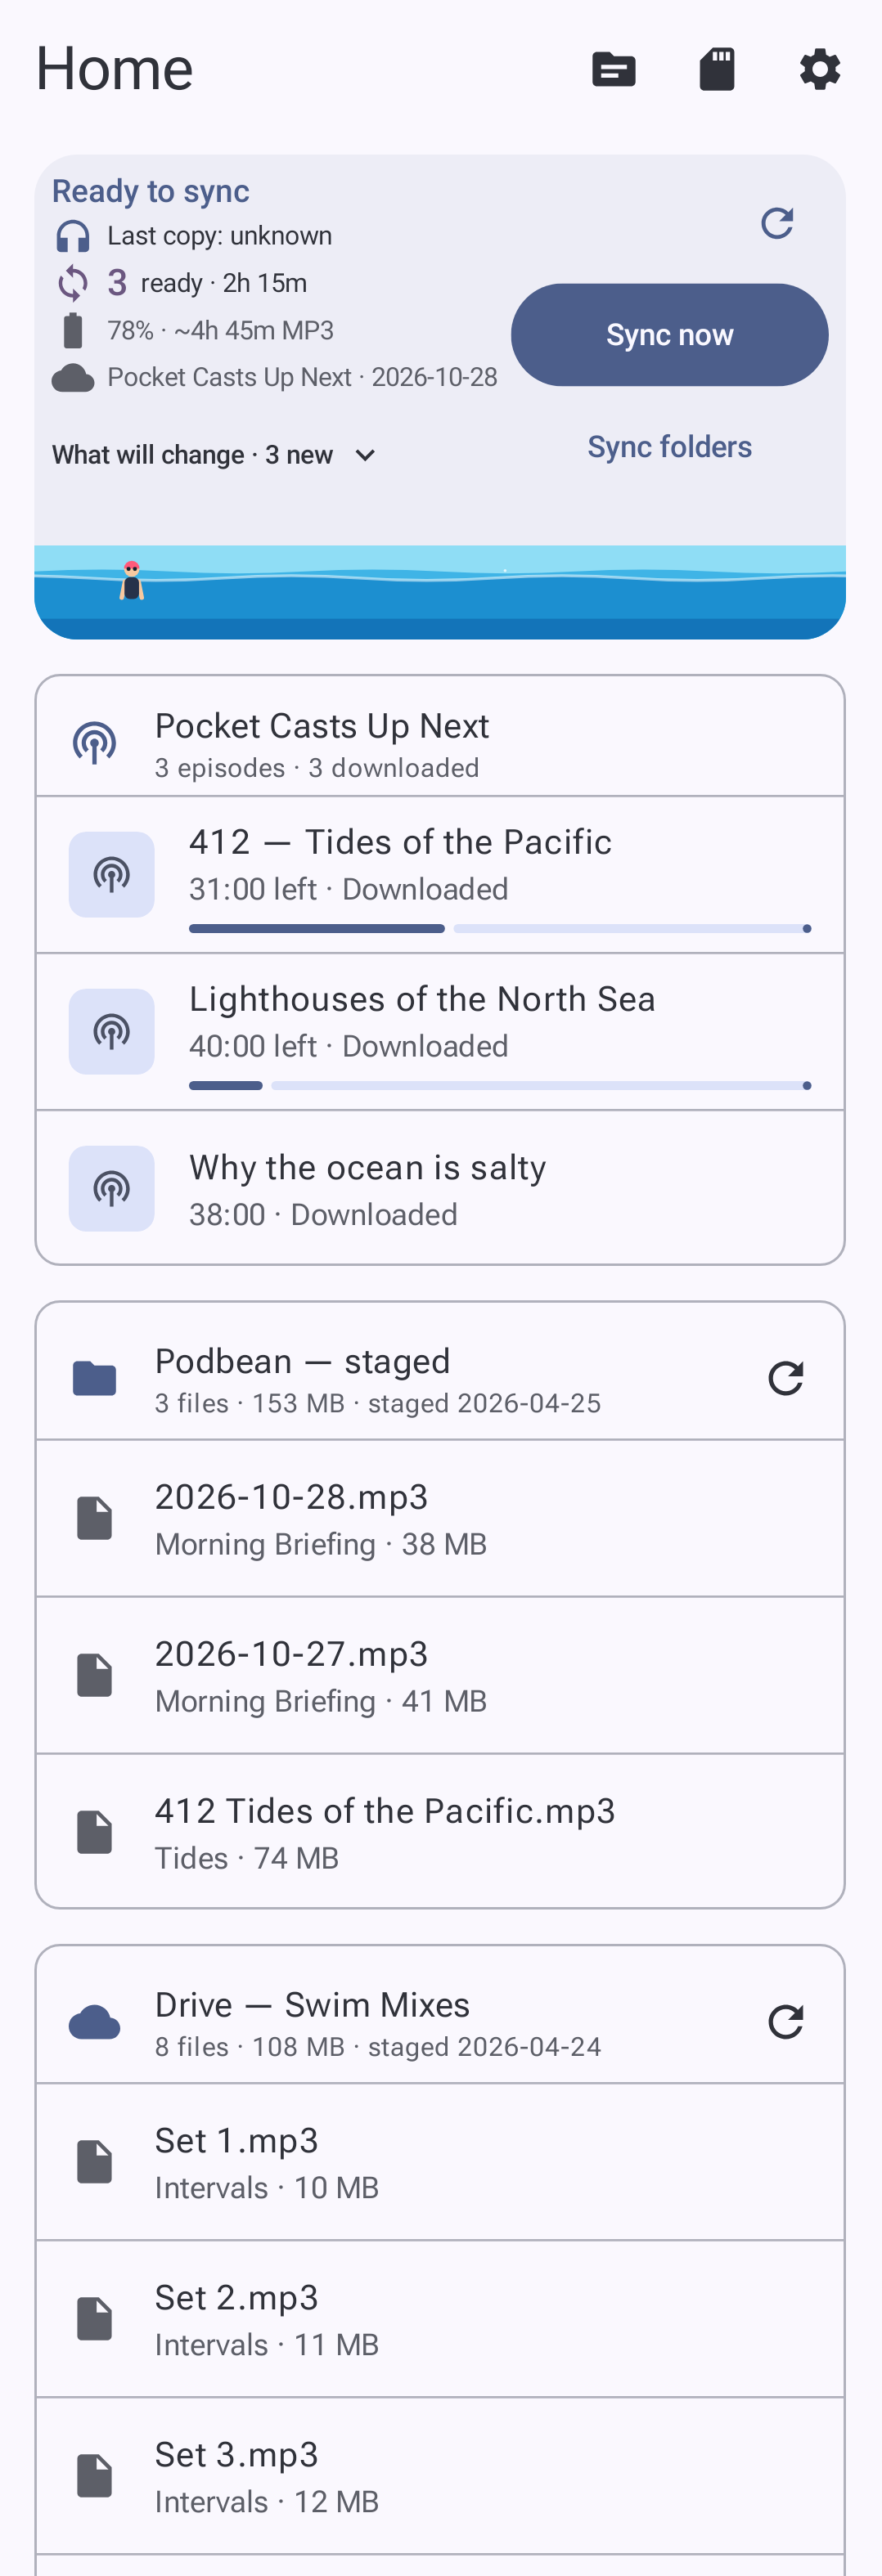 Home
Ready to sync
Last copy: unknown
3 ready · 2h 15m
78% · ~4h 45m MP3
Sync now
Pocket Casts Up Next · 2026-10-28
What will change · 3 new
Sync folders
Pocket Casts Up Next
3 episodes · 3 downloaded
412 — Tides of the Pacific
31:00 left · Downloaded
Lighthouses of the North Sea
40:00 left · Downloaded
Why the ocean is salty
38:00 · Downloaded
Podbean — staged
3 files · 153 MB · staged 2026-04-25
2026-10-28.mp3
Morning Briefing · 38 MB
2026-10-27.mp3
Morning Briefing · 41 MB
412 Tides of the Pacific.mp3
Tides · 74 MB
Drive — Swim Mixes
8 files · 108 MB · staged 2026-04-24
Set 1.mp3
Intervals · 10 MB
Set 2.mp3
Intervals · 11 MB
Set 3.mp3
Intervals · 12 MB